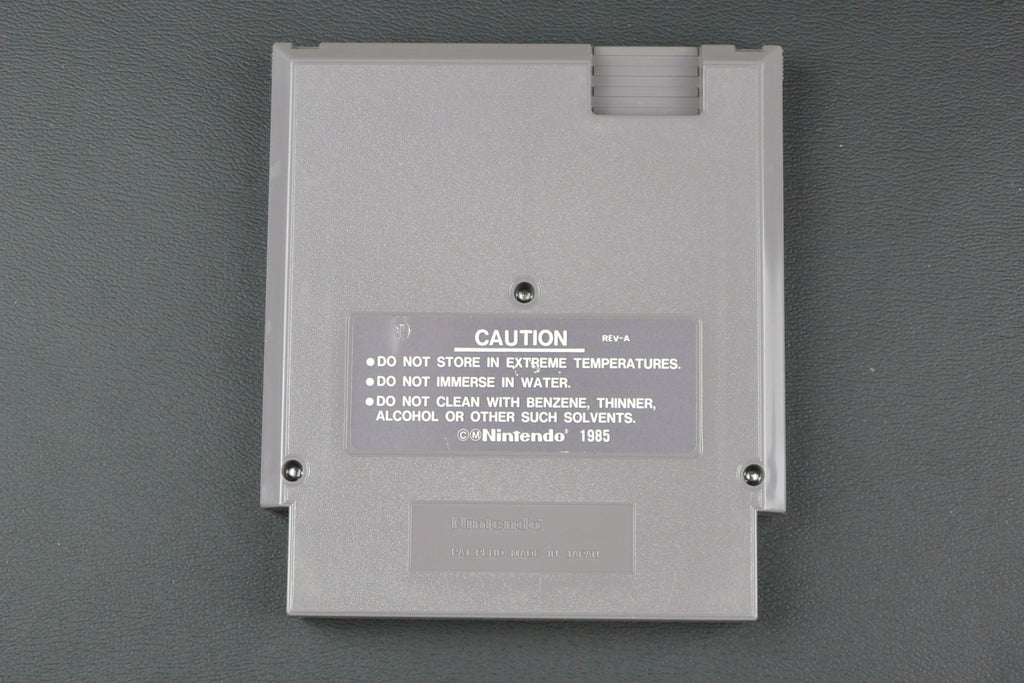 CAUTION REV-A
●DO NOT STORE IN EXTREME TEMPERATURES.
●DO NOT IMMERSE IN WATER.
●DO NOT CLEAN WITH BENZENE, THINNER,
ALCOHOL OR OTHER SUCH SOLVENTS.
©ⓂNintendo® 1985
Nintendo®
PAT. PEND. MADE IN JAPAN